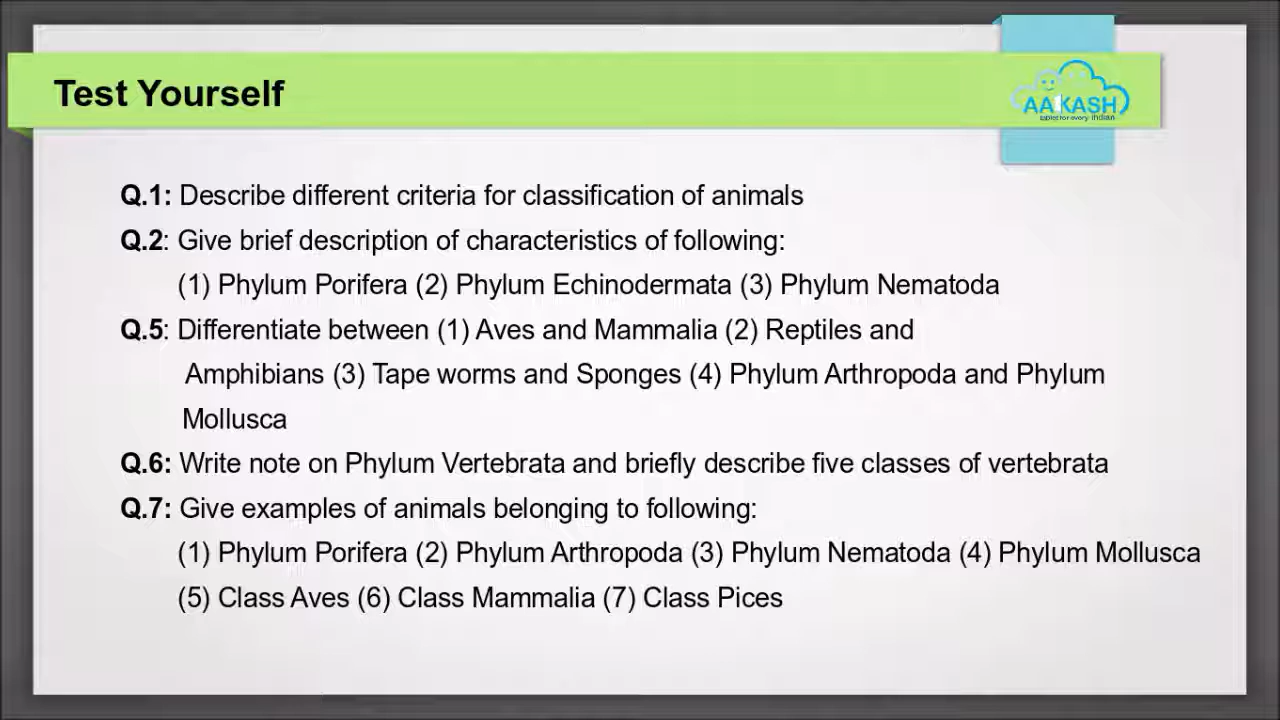 Test Yourself
AAKASH
tablet for every indian
Q.1: Describe different criteria for classification of animals
Q.2: Give brief description of characteristics of following:
(1) Phylum Porifera (2) Phylum Echinodermata (3) Phylum Nematoda
Q.5: Differentiate between (1) Aves and Mammalia (2) Reptiles and
Amphibians (3) Tape worms and Sponges (4) Phylum Arthropoda and Phylum
Mollusca
Q.6: Write note on Phylum Vertebrata and briefly describe five classes of vertebrata
Q.7: Give examples of animals belonging to following:
(1) Phylum Porifera (2) Phylum Arthropoda (3) Phylum Nematoda (4) Phylum Mollusca
(5) Class Aves (6) Class Mammalia (7) Class Pices